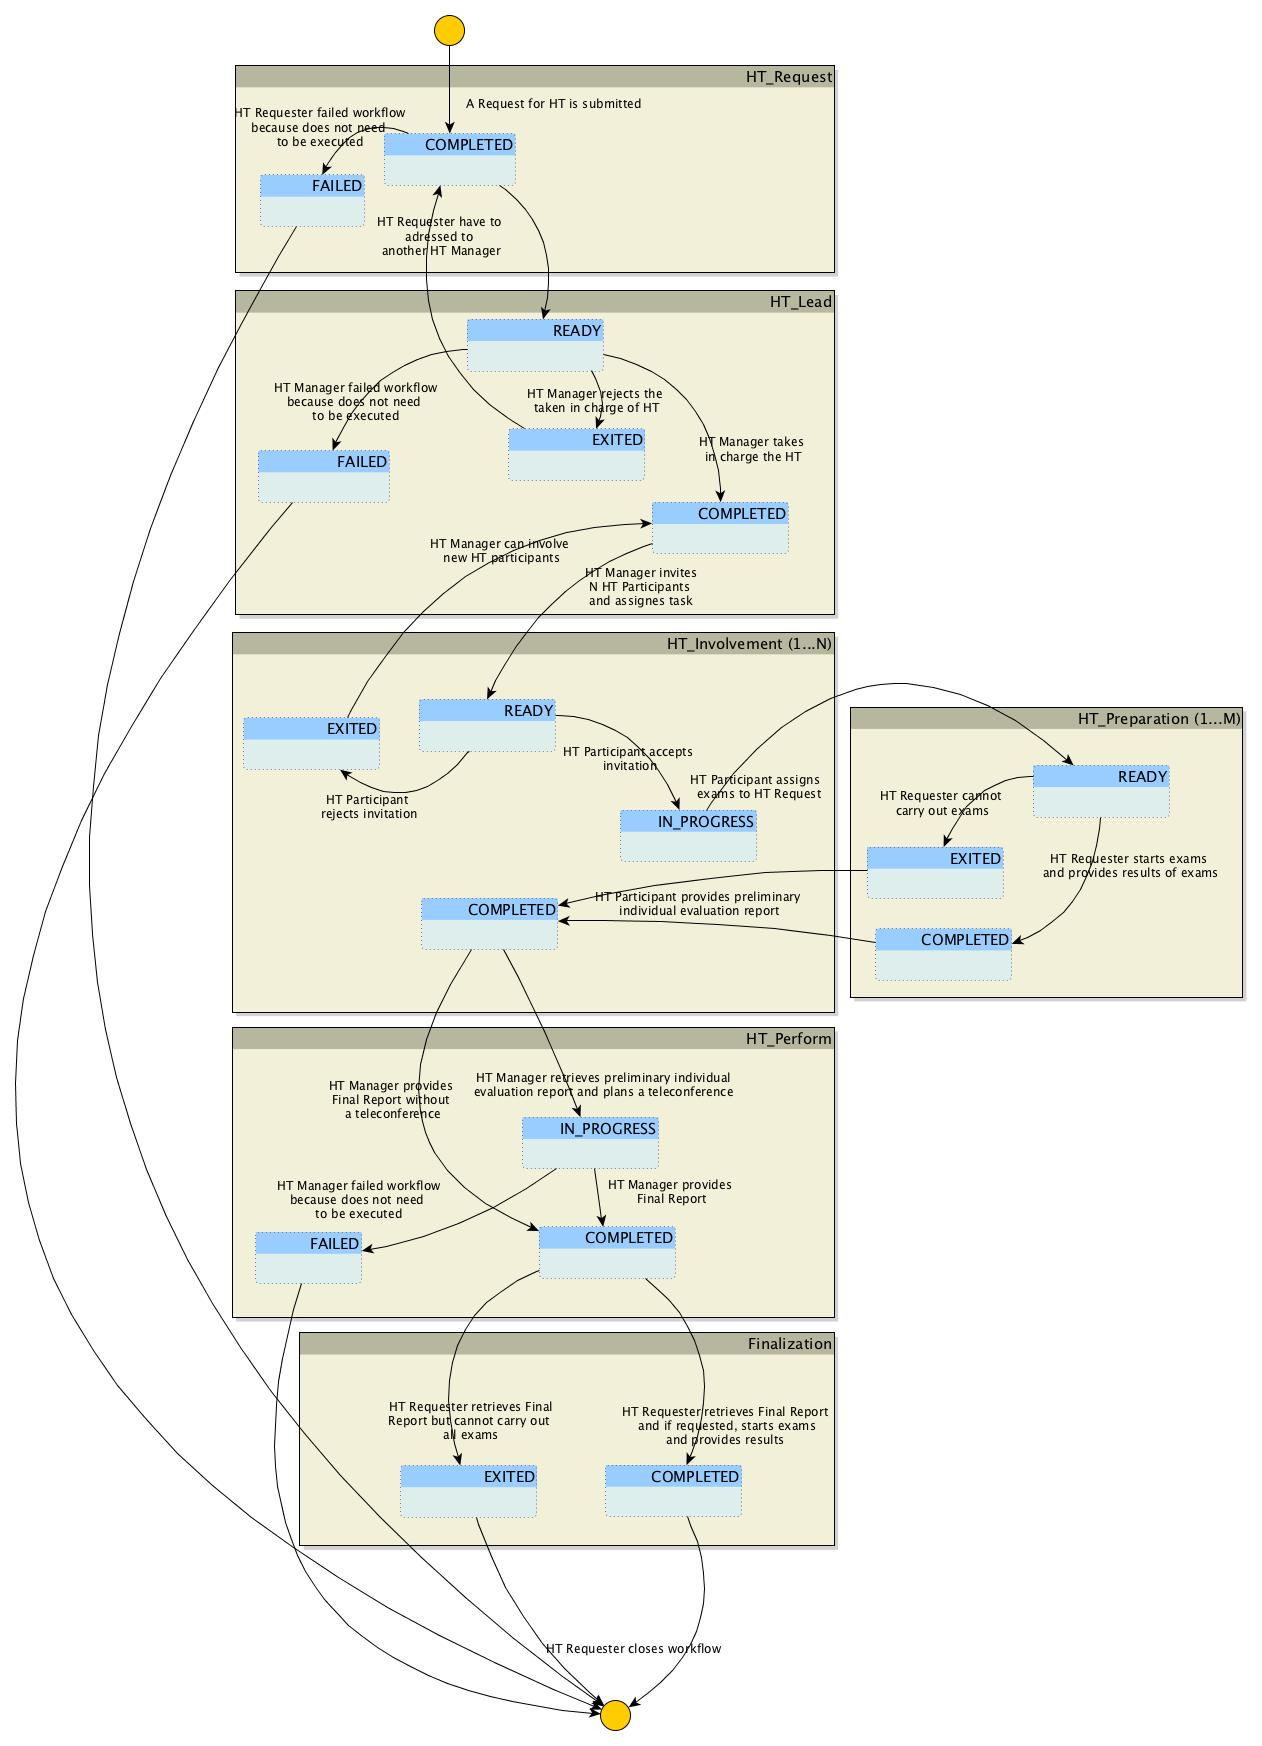 HT_Request
A Request for HT is submitted
HT Requester failed workflow
because does not need
to be executed
COMPLETED
FAILED
HT Requester have to
adressed to
another HT Manager
HT_Lead
READY
HT Manager failed workflow
because does not need
to be executed
HT Manager rejects the
taken in charge of HT
EXITED
HT Manager takes
in charge the HT
FAILED
COMPLETED
HT Manager can involve
new HT participants
HT Manager invites
N HT Participants
and assignes task
HT_Involvement (1...N)
READY
EXITED
HT Participant accepts
invitation
HT Participant
rejects invitation
HT Participant assigns
exams to HT Request
IN_PROGRESS
HT_Preparation (1...M)
READY
HT Requester cannot
carry out exams
EXITED
HT Requester starts exams
and provides results of exams
COMPLETED
HT Participant provides preliminary
individual evaluation report
COMPLETED
HT_Perform
HT Manager provides
Final Report without
a teleconference
HT Manager retrieves preliminary individual
evaluation report and plans a teleconference
IN_PROGRESS
HT Manager failed workflow
because does not need
to be executed
HT Manager provides
Final Report
FAILED
COMPLETED
Finalization
HT Requester retrieves Final
Report but cannot carry out
all exams
HT Requester retrieves Final Report
and if requested, starts exams
and provides results
EXITED
COMPLETED
HT Requester closes workflow